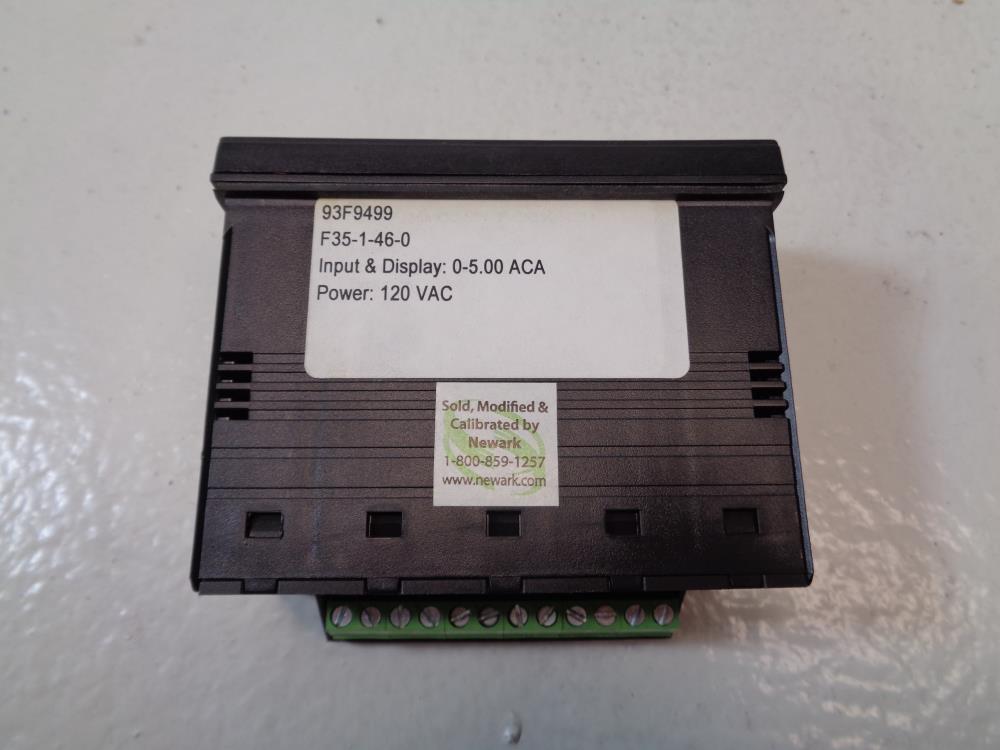 93F9499
F35-1-46-0
Input & Display: 0-5.00 ACA
Power: 120 VAC
Sold, Modified &
Calibrated by
Newark
1-800-859-1257
www.newark.com